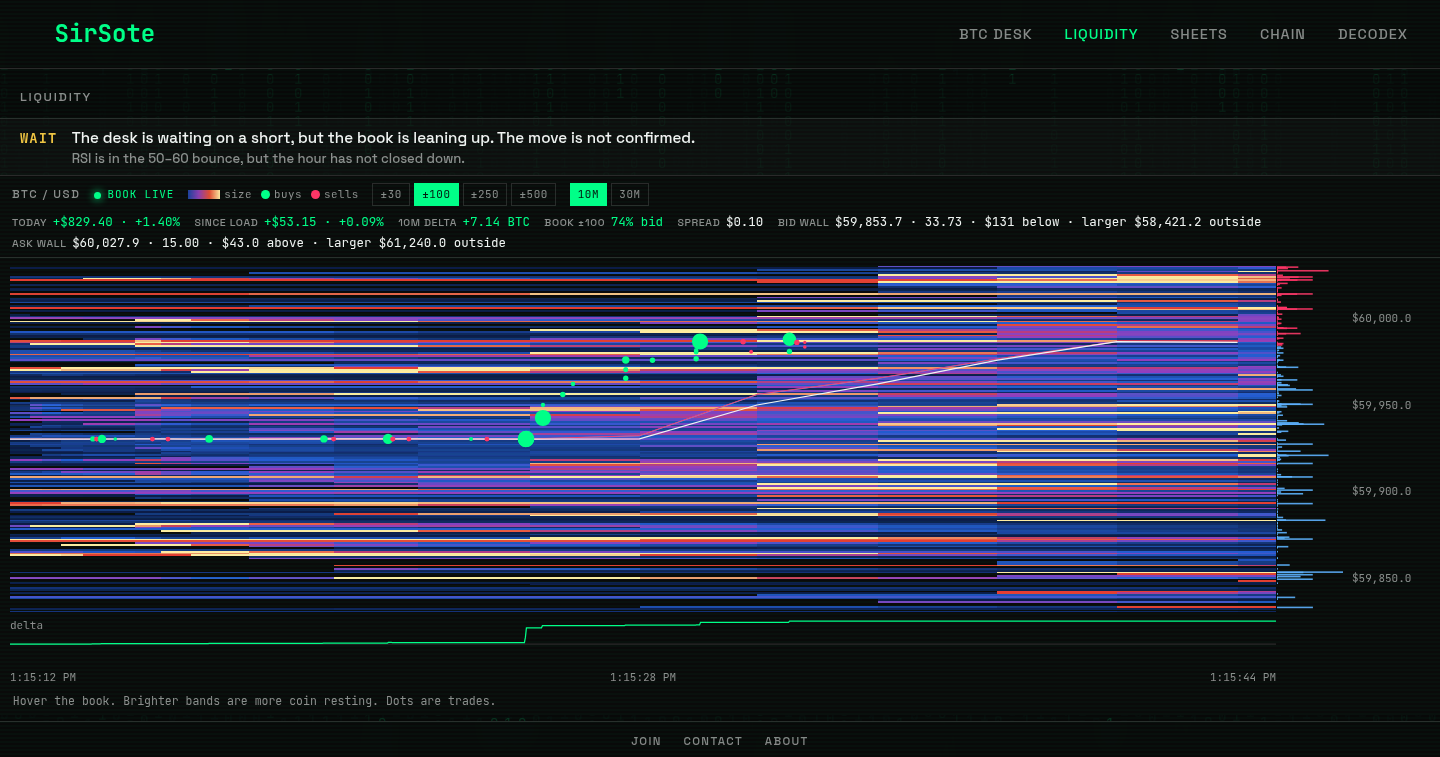 SirSote
BTC DESK LIQUIDITY SHEETS CHAIN DECODEX
LIQUIDITY
WAIT The desk is waiting on a short, but the book is leaning up. The move is not confirmed.
RSI is in the 50–60 bounce, but the hour has not closed down.
BTC / USD BOOK LIVE size buys sells ±30 ±100 ±250 ±500 10M 30M
TODAY +$829.40 · +1.40% SINCE LOAD +$53.15 · +0.09% 10M DELTA +7.14 BTC BOOK ±100 74% bid SPREAD $0.10 BID WALL $59,853.7 · 33.73 · $131 below · larger $58,421.2 outside
ASK WALL $60,027.9 · 15.00 · $43.0 above · larger $61,240.0 outside
$60,000.0
$59,950.0
$59,900.0
$59,850.0
delta
1:15:12 PM 1:15:28 PM 1:15:44 PM
Hover the book. Brighter bands are more coin resting. Dots are trades.
JOIN CONTACT ABOUT